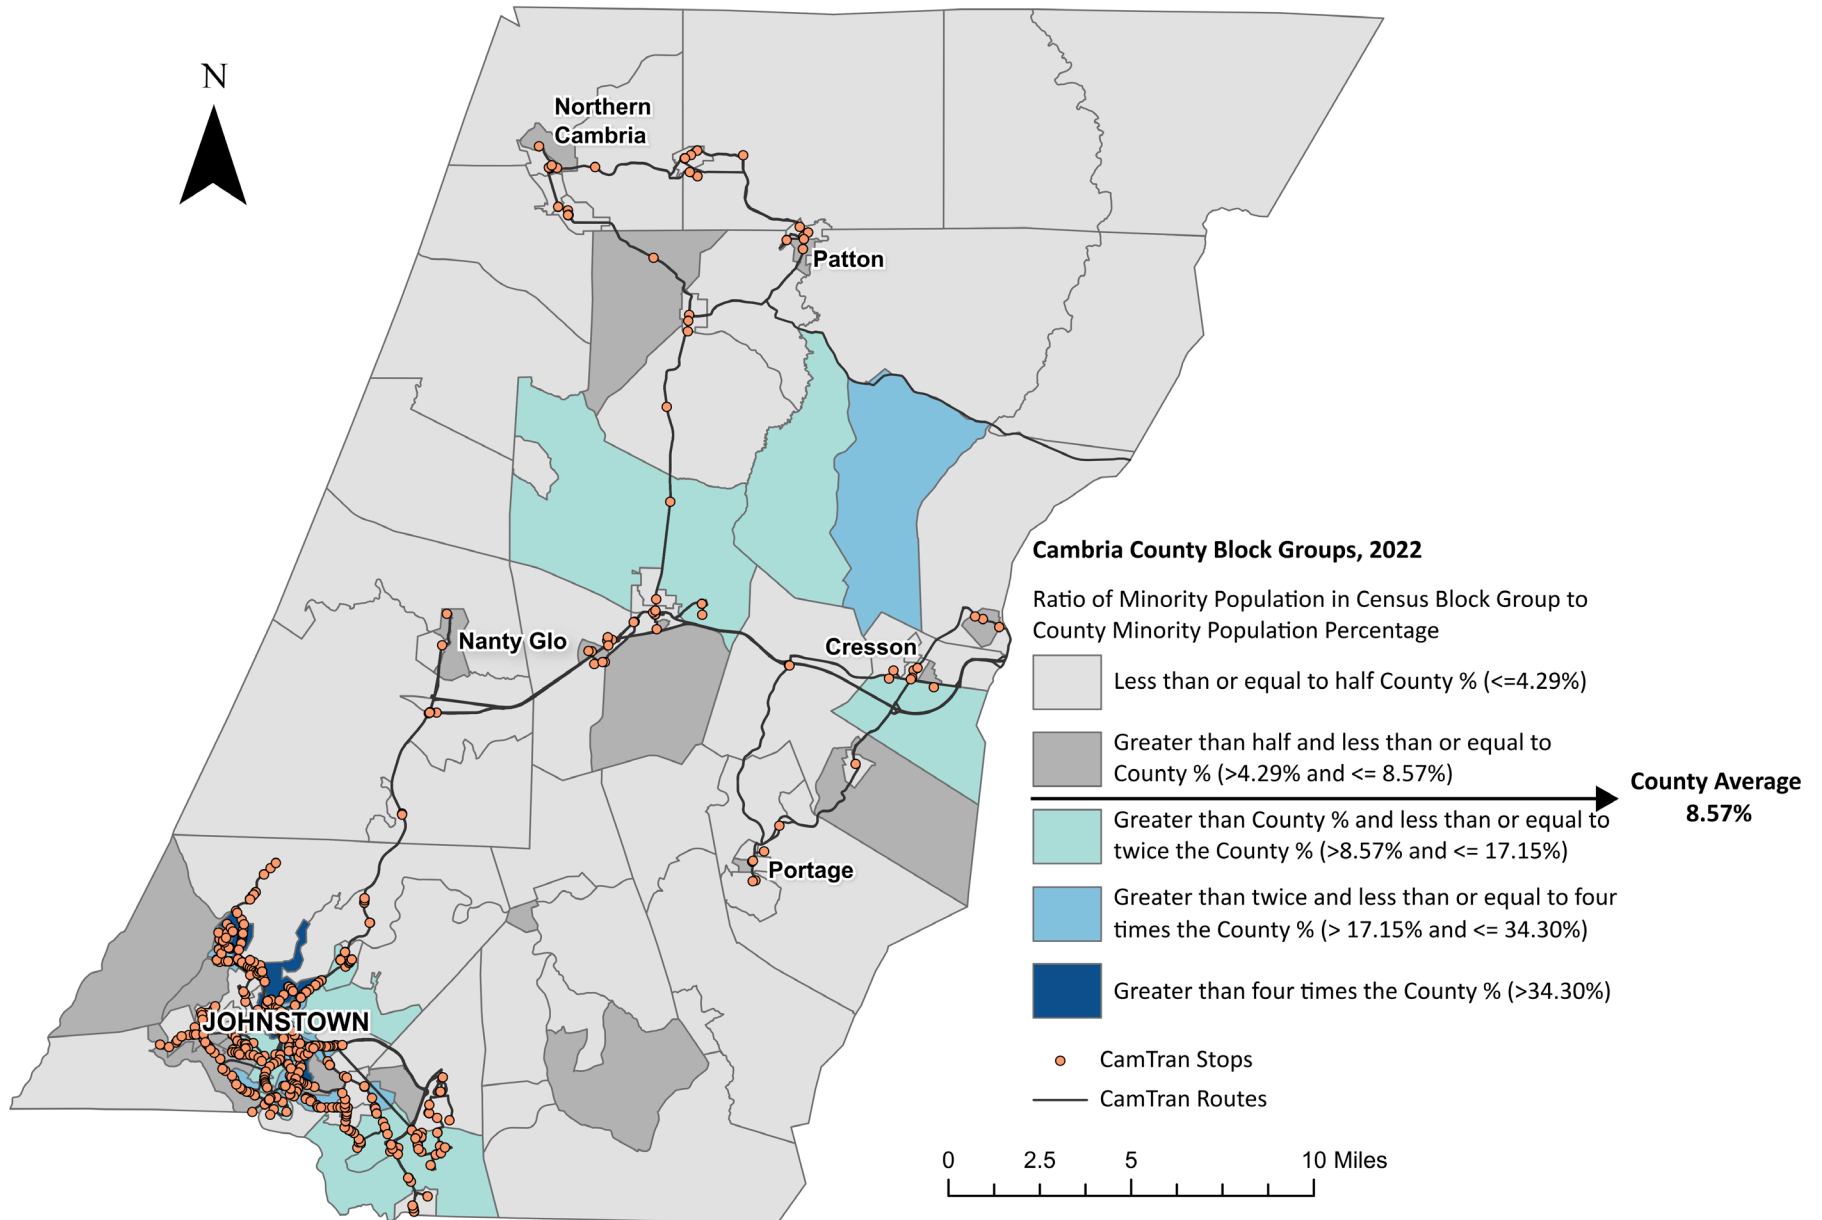 N
Northern
Cambria
Patton
Nanty Glo
Cresson
Portage
JOHNSTOWN
Cambria County Block Groups, 2022
Ratio of Minority Population in Census Block Group to
County Minority Population Percentage
Less than or equal to half County % (<=4.29%)
Greater than half and less than or equal to
County % (>4.29% and <= 8.57%)
County Average
8.57%
Greater than County % and less than or equal to
twice the County % (>8.57% and <= 17.15%)
Greater than twice and less than or equal to four
times the County % (> 17.15% and <= 34.30%)
Greater than four times the County % (>34.30%)
CamTran Stops
CamTran Routes
0 2.5 5 10 Miles